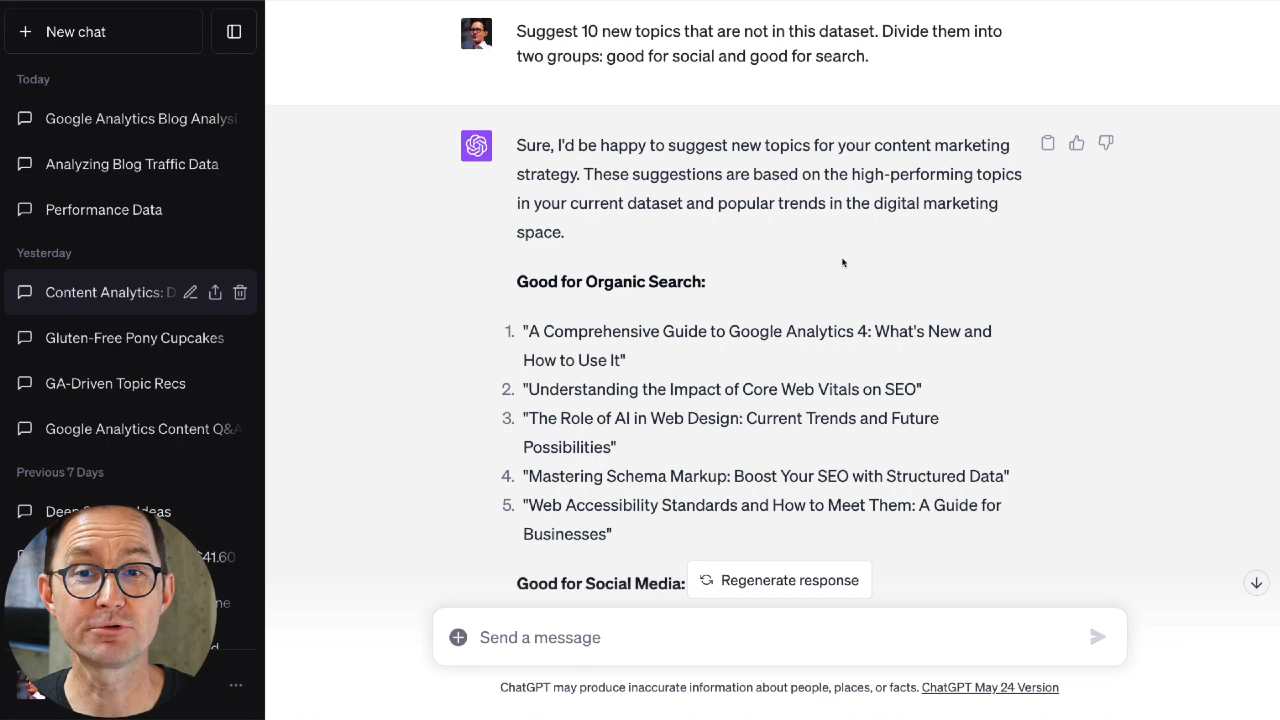 New chat
Today
Google Analytics Blog Analysi
Analyzing Blog Traffic Data
Performance Data
Yesterday
Content Analytics: D
Gluten-Free Pony Cupcakes
GA-Driven Topic Recs
Google Analytics Content Q&A
Previous 7 Days
Deep
eas
41.60
me
Suggest 10 new topics that are not in this dataset. Divide them into
two groups: good for social and good for search.
Sure, I'd be happy to suggest new topics for your content marketing
strategy. These suggestions are based on the high-performing topics
in your current dataset and popular trends in the digital marketing
space.
Good for Organic Search:
1. "A Comprehensive Guide to Google Analytics 4: What's New and
How to Use It"
2. "Understanding the Impact of Core Web Vitals on SEO"
3. "The Role of AI in Web Design: Current Trends and Future
Possibilities"
4. "Mastering Schema Markup: Boost Your SEO with Structured Data"
5. "Web Accessibility Standards and How to Meet Them: A Guide for
Businesses"
Good for Social Media:
Regenerate response
Send a message
ChatGPT may produce inaccurate information about people, places, or facts. ChatGPT May 24 Version